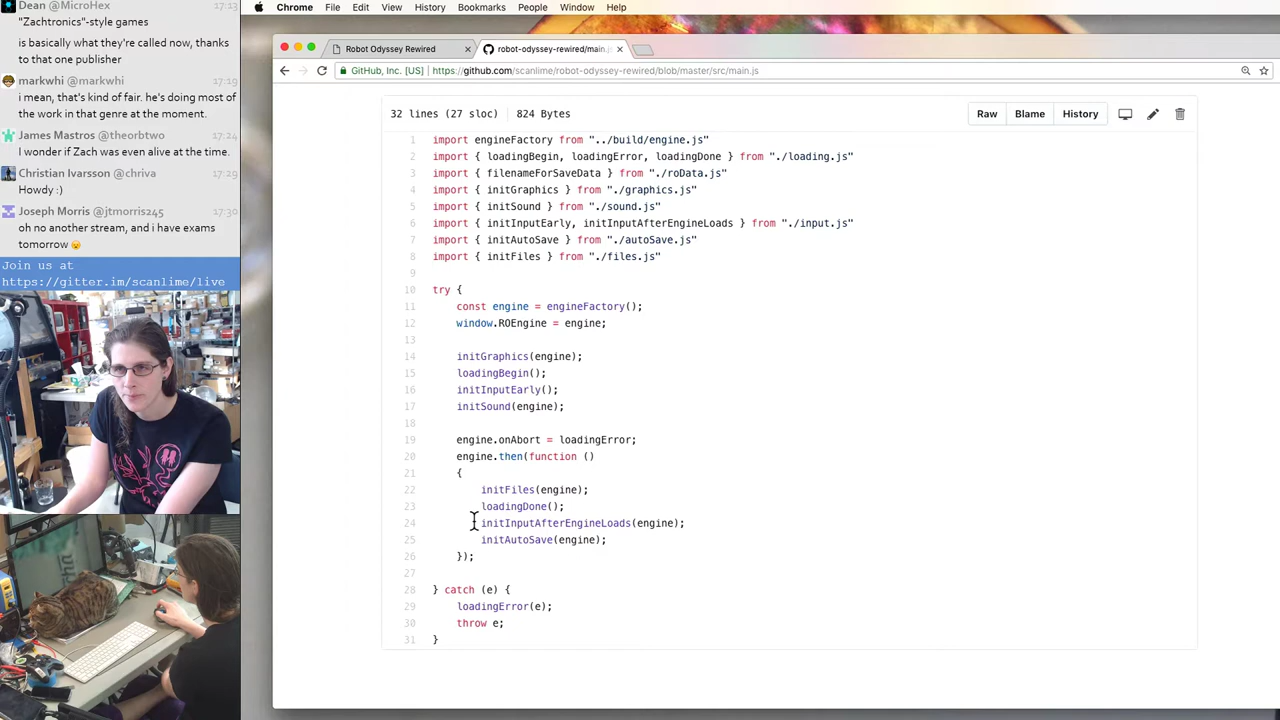 Chrome File Edit View History Bookmarks People Window Help
Dean @MicroHex 17:13
"Zachtronics"-style games
is basically what they're called now, thanks
to that one publisher
markwhi @markwhi 17:19
i mean, that's kind of fair. he's doing most of
the work in that genre at the moment.
James Mastros @theorbtwo 17:24
I wonder if Zach was even alive at the time.
Christian Ivarsson @chriva 17:29
Howdy :)
Joseph Morris @jtmorris245 17:30
oh no another stream, and i have exams
tomorrow
Join us at
https://gitter.im/scanlime/live
Robot Odyssey Rewired
robot-odyssey-rewired/main.j
GitHub, Inc. [US] https://github.com/scanlime/robot-odyssey-rewired/blob/master/src/main.js
32 lines (27 sloc) 824 Bytes
Raw Blame History
1 import engineFactory from "../build/engine.js"
2 import { loadingBegin, loadingError, loadingDone } from "./loading.js"
3 import { filenameForSaveData } from "./roData.js"
4 import { initGraphics } from "./graphics.js"
5 import { initSound } from "./sound.js"
6 import { initInputEarly, initInputAfterEngineLoads } from "./input.js"
7 import { initAutoSave } from "./autoSave.js"
8 import { initFiles } from "./files.js"
9
10 try {
11 const engine = engineFactory();
12 window.ROEngine = engine;
13
14 initGraphics(engine);
15 loadingBegin();
16 initInputEarly();
17 initSound(engine);
18
19 engine.onAbort = loadingError;
20 engine.then(function ()
21 {
22 initFiles(engine);
23 loadingDone();
24 initInputAfterEngineLoads(engine);
25 initAutoSave(engine);
26 });
27
28 } catch (e) {
29 loadingError(e);
30 throw e;
31 }